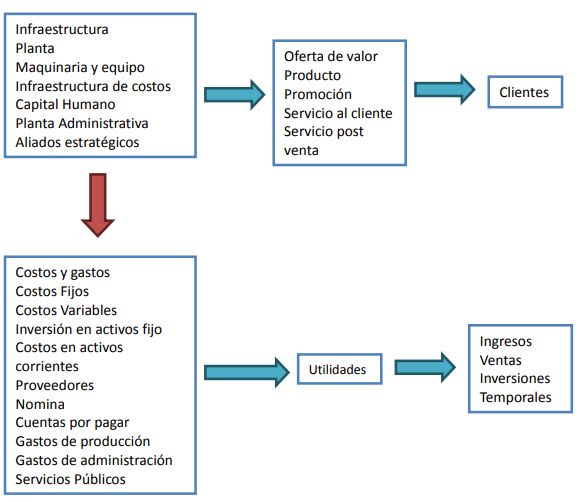 Infraestructura
Planta
Maquinaria y equipo
Infraestructura de costos
Capital Humano
Planta Administrativa
Aliados estratégicos
Oferta de valor
Producto
Promoción
Servicio al cliente
Servicio post
venta
Clientes
Costos y gastos
Costos Fijos
Costos Variables
Inversión en activos fijo
Costos en activos
corrientes
Proveedores
Nomina
Cuentas por pagar
Gastos de producción
Gastos de administración
Servicios Públicos
Utilidades
Ingresos
Ventas
Inversiones
Temporales